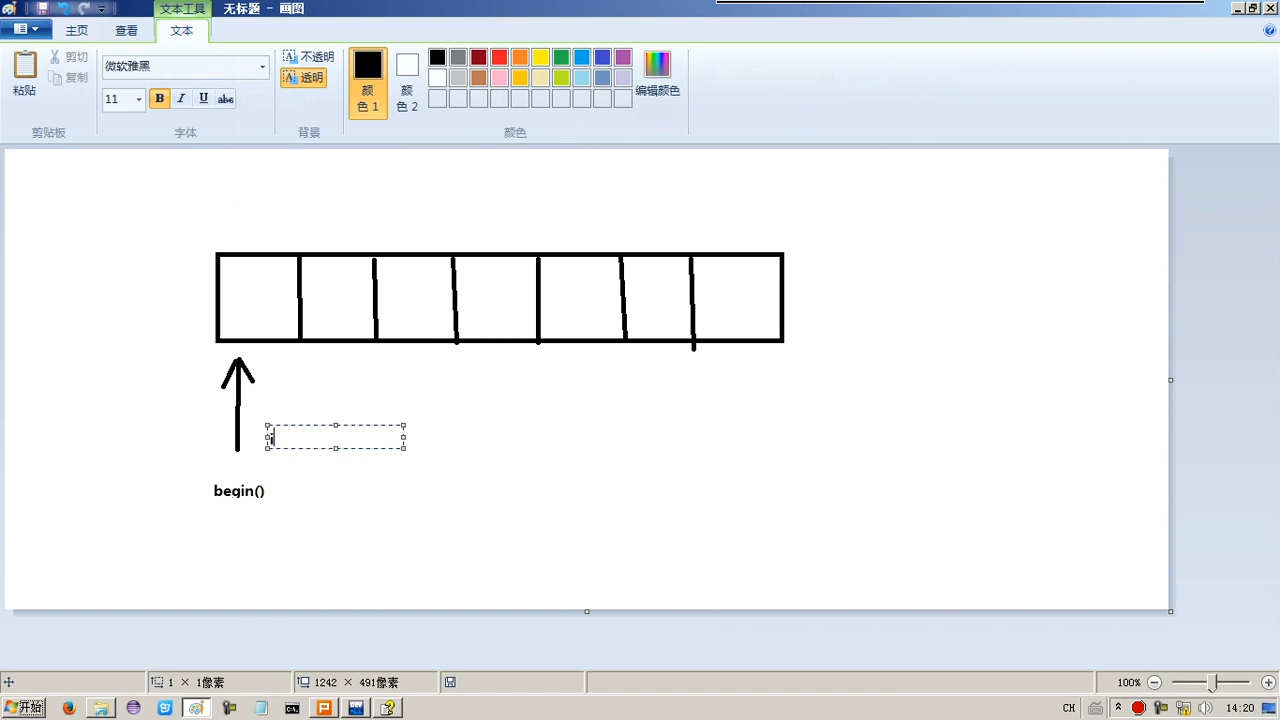 文本工具 无标题 - 画图
主页 查看 文本
粘贴 剪切 复制
剪贴板
微软雅黑
11 B I U abc
字体
不透明
透明
背景
颜色 1
颜色 2
编辑颜色
颜色
i
begin()
1 × 1像素 1242 × 491像素 100%
开始 CH 14:20